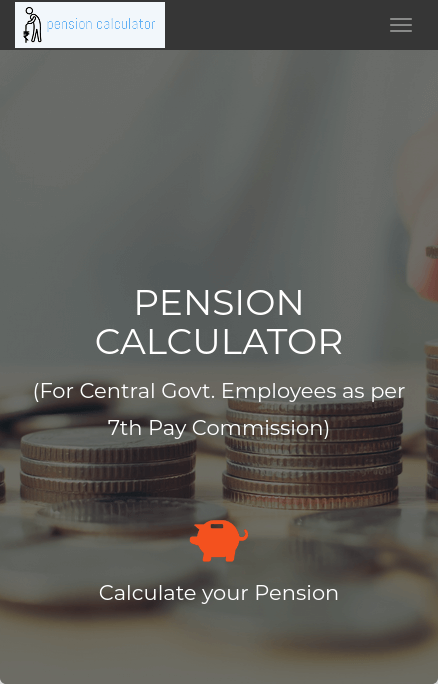 pension calculator
PENSION
CALCULATOR
(For Central Govt. Employees as per
7th Pay Commission)
Calculate your Pension